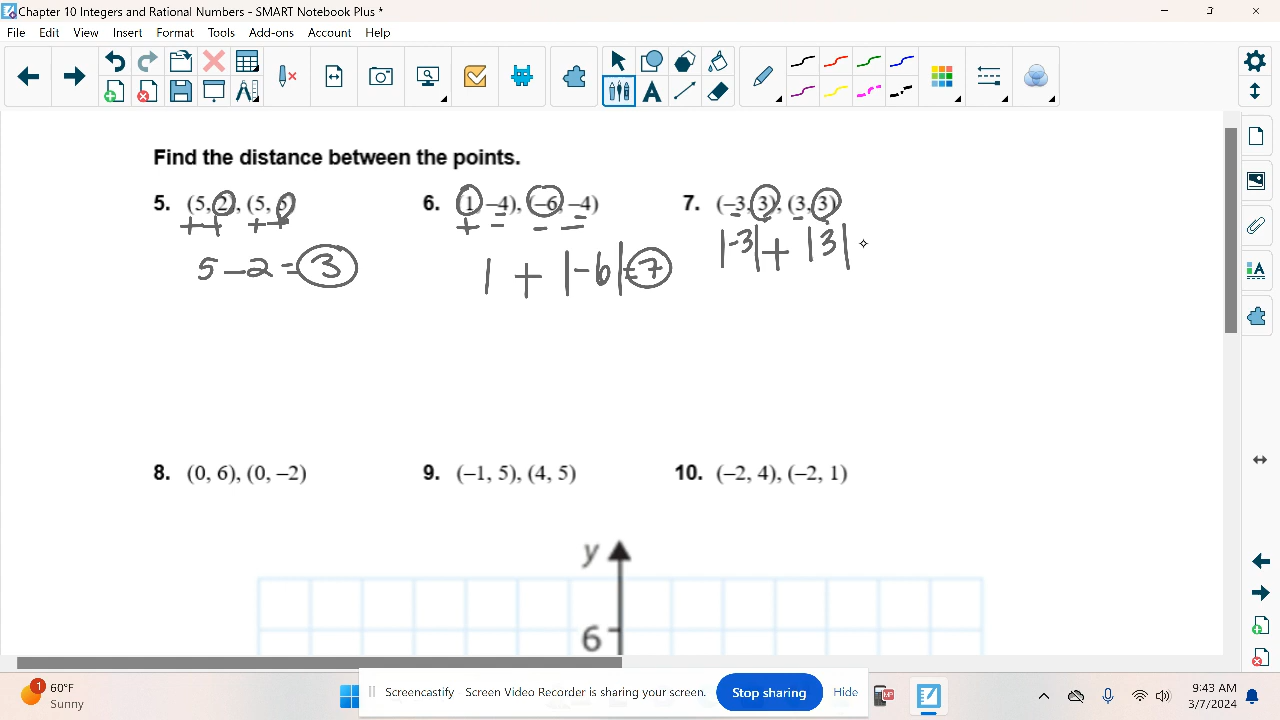 Chapter 10 Integers and Rational Numbers - SMART Notebook Plus *
File Edit View Insert Format Tools Add-ons Account Help
Find the distance between the points.
5. (5, 2), (5, 5) 6. (1, –4), (–6, –4) 7. (–3, 3), (3, 3)
5 – 2 = 3 1 + |-6| = 7 |-3| + |3|
8. (0, 6), (0, –2) 9. (–1, 5), (4, 5) 10. (–2, 4), (–2, 1)
y
6
Screencastify Screen Video Recorder is sharing your screen. Stop sharing Hide
1 60°F
Sunny
9:43 AM
3/7/2024